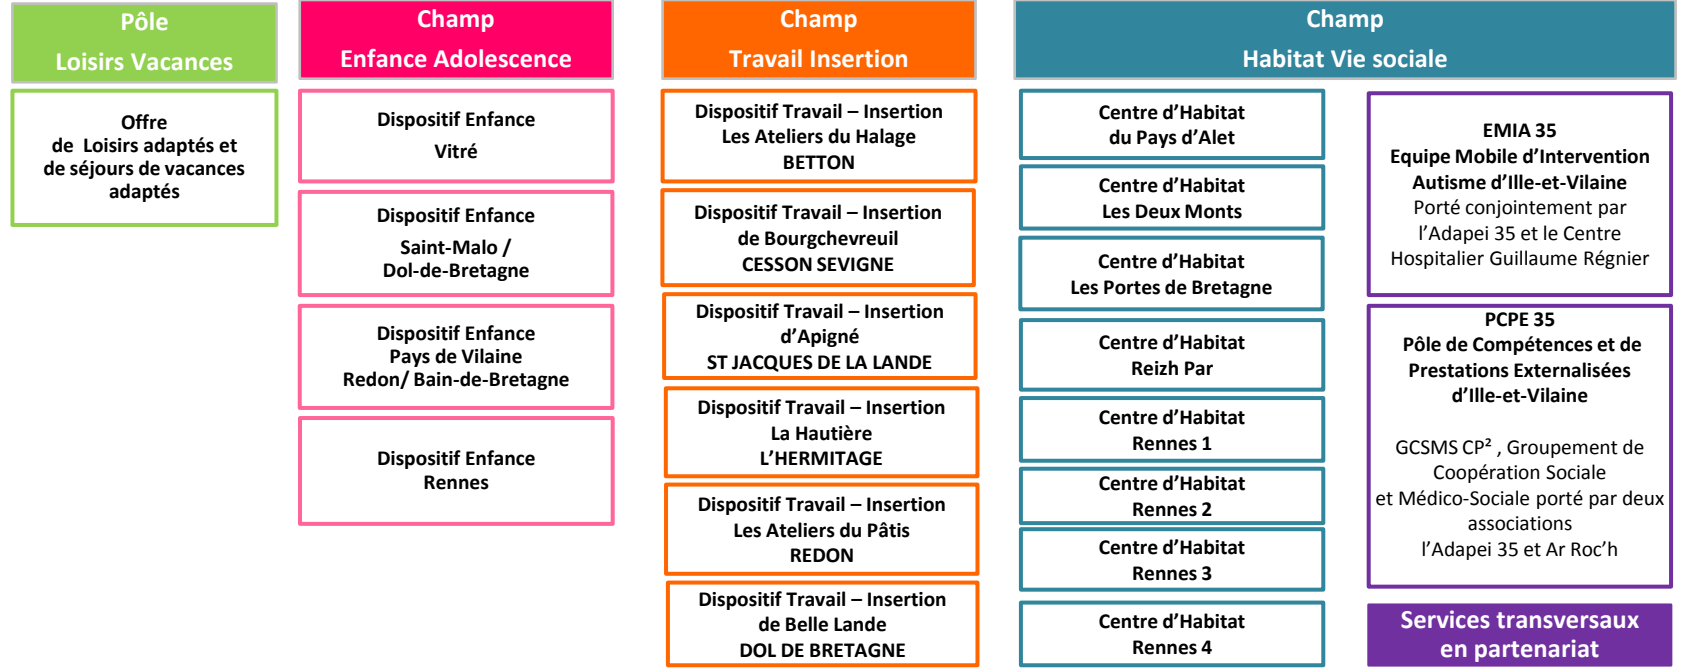 Pôle
Loisirs Vacances
Offre
de Loisirs adaptés et
de séjours de vacances
adaptés
Champ
Enfance Adolescence
Dispositif Enfance
Vitré
Dispositif Enfance
Saint-Malo /
Dol-de-Bretagne
Dispositif Enfance
Pays de Vilaine
Redon/ Bain-de-Bretagne
Dispositif Enfance
Rennes
Champ
Travail Insertion
Dispositif Travail – Insertion
Les Ateliers du Halage
BETTON
Dispositif Travail – Insertion
de Bourgchevreuil
CESSON SEVIGNE
Dispositif Travail – Insertion
d'Apigné
ST JACQUES DE LA LANDE
Dispositif Travail – Insertion
La Hautière
L'HERMITAGE
Dispositif Travail – Insertion
Les Ateliers du Pâtis
REDON
Dispositif Travail – Insertion
de Belle Lande
DOL DE BRETAGNE
Champ
Habitat Vie sociale
Centre d'Habitat
du Pays d'Alet
Centre d'Habitat
Les Deux Monts
Centre d'Habitat
Les Portes de Bretagne
Centre d'Habitat
Reizh Par
Centre d'Habitat
Rennes 1
Centre d'Habitat
Rennes 2
Centre d'Habitat
Rennes 3
Centre d'Habitat
Rennes 4
EMIA 35
Equipe Mobile d'Intervention
Autisme d'Ille-et-Vilaine
Porté conjointement par
l'Adapei 35 et le Centre
Hospitalier Guillaume Régnier
PCPE 35
Pôle de Compétences et de
Prestations Externalisées
d'Ille-et-Vilaine
GCSMS CP² , Groupement de
Coopération Sociale
et Médico-Sociale porté par deux
associations
l'Adapei 35 et Ar Roc'h
Services transversaux
en partenariat